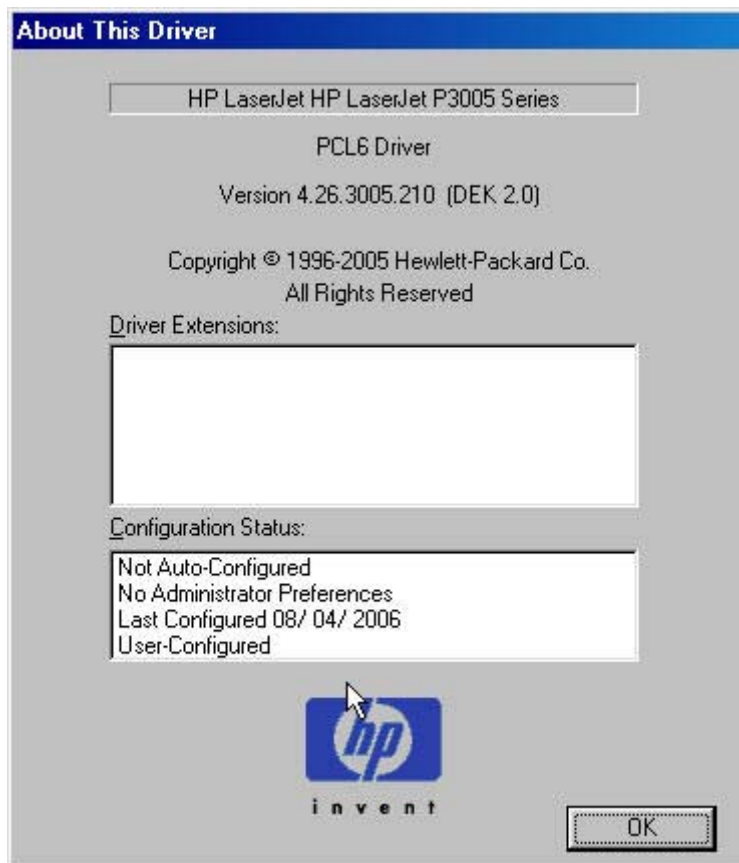 About This Driver
HP LaserJet HP LaserJet P3005 Series
PCL6 Driver
Version 4.26.3005.210 (DEK 2.0)
Copyright © 1996-2005 Hewlett-Packard Co.
All Rights Reserved
Driver Extensions:
Configuration Status:
Not Auto-Configured
No Administrator Preferences
Last Configured 08/ 04/ 2006
User-Configured
hp
invent
OK